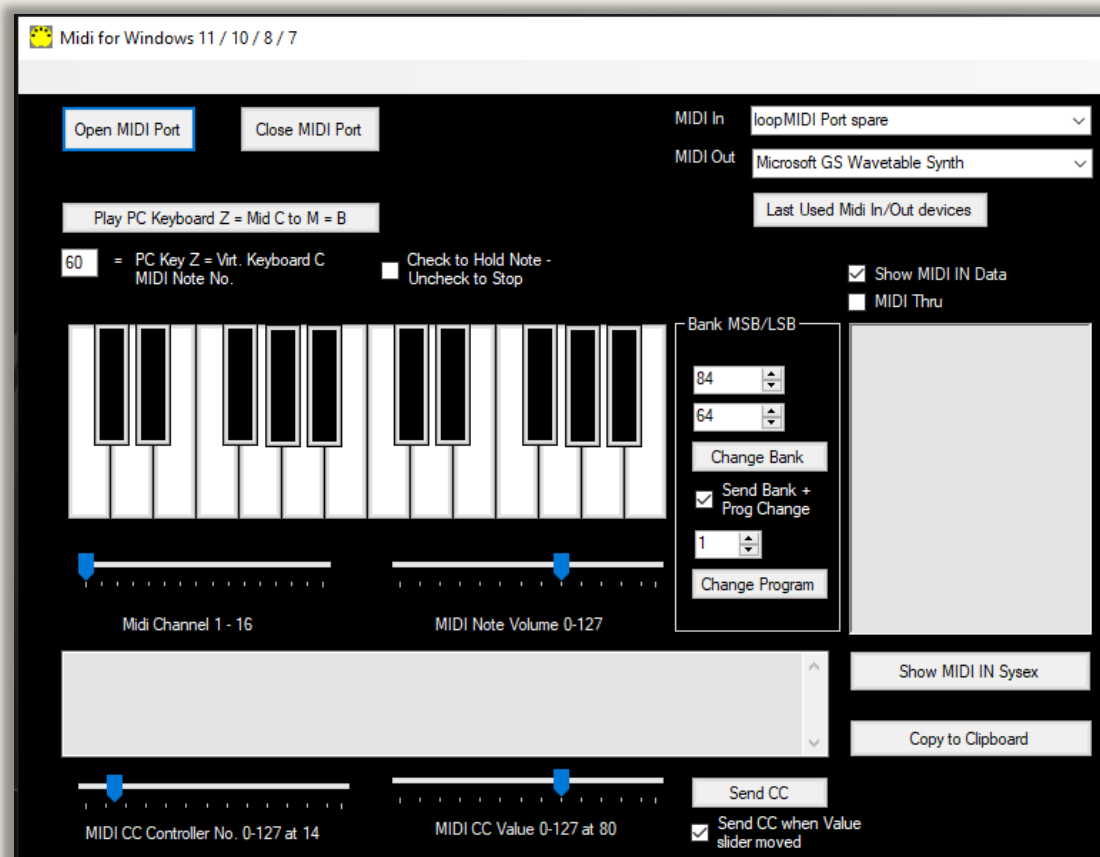 Midi for Windows 11 / 10 / 8 / 7
Open MIDI Port
Close MIDI Port
MIDI In
loopMIDI Port spare
MIDI Out
Microsoft GS Wavetable Synth
Last Used Midi In/Out devices
Play PC Keyboard Z = Mid C to M = B
60
= PC Key Z = Virt. Keyboard C
MIDI Note No.
Check to Hold Note -
Uncheck to Stop
Show MIDI IN Data
MIDI Thru
Bank MSB/LSB
84
64
Change Bank
Send Bank +
Prog Change
1
Change Program
Midi Channel 1 - 16
MIDI Note Volume 0-127
Show MIDI IN Sysex
Copy to Clipboard
MIDI CC Controller No. 0-127 at 14
MIDI CC Value 0-127 at 80
Send CC
Send CC when Value
slider moved